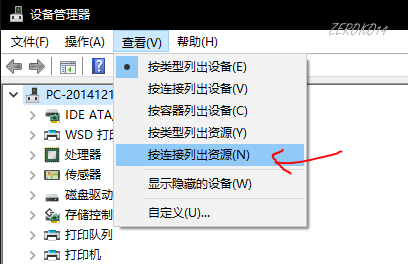 设备管理器
ZEROKO14
文件(F) 操作(A) 查看(V) 帮助(H)
按类型列出设备(E)
按连接列出设备(V)
按容器列出设备(C)
按类型列出资源(Y)
按连接列出资源(N)
显示隐藏的设备(W)
自定义(U)...
PC-2014121
IDE ATA/
WSD 打印
处理器
传感器
磁盘驱动
存储控制
打印队列
打印机